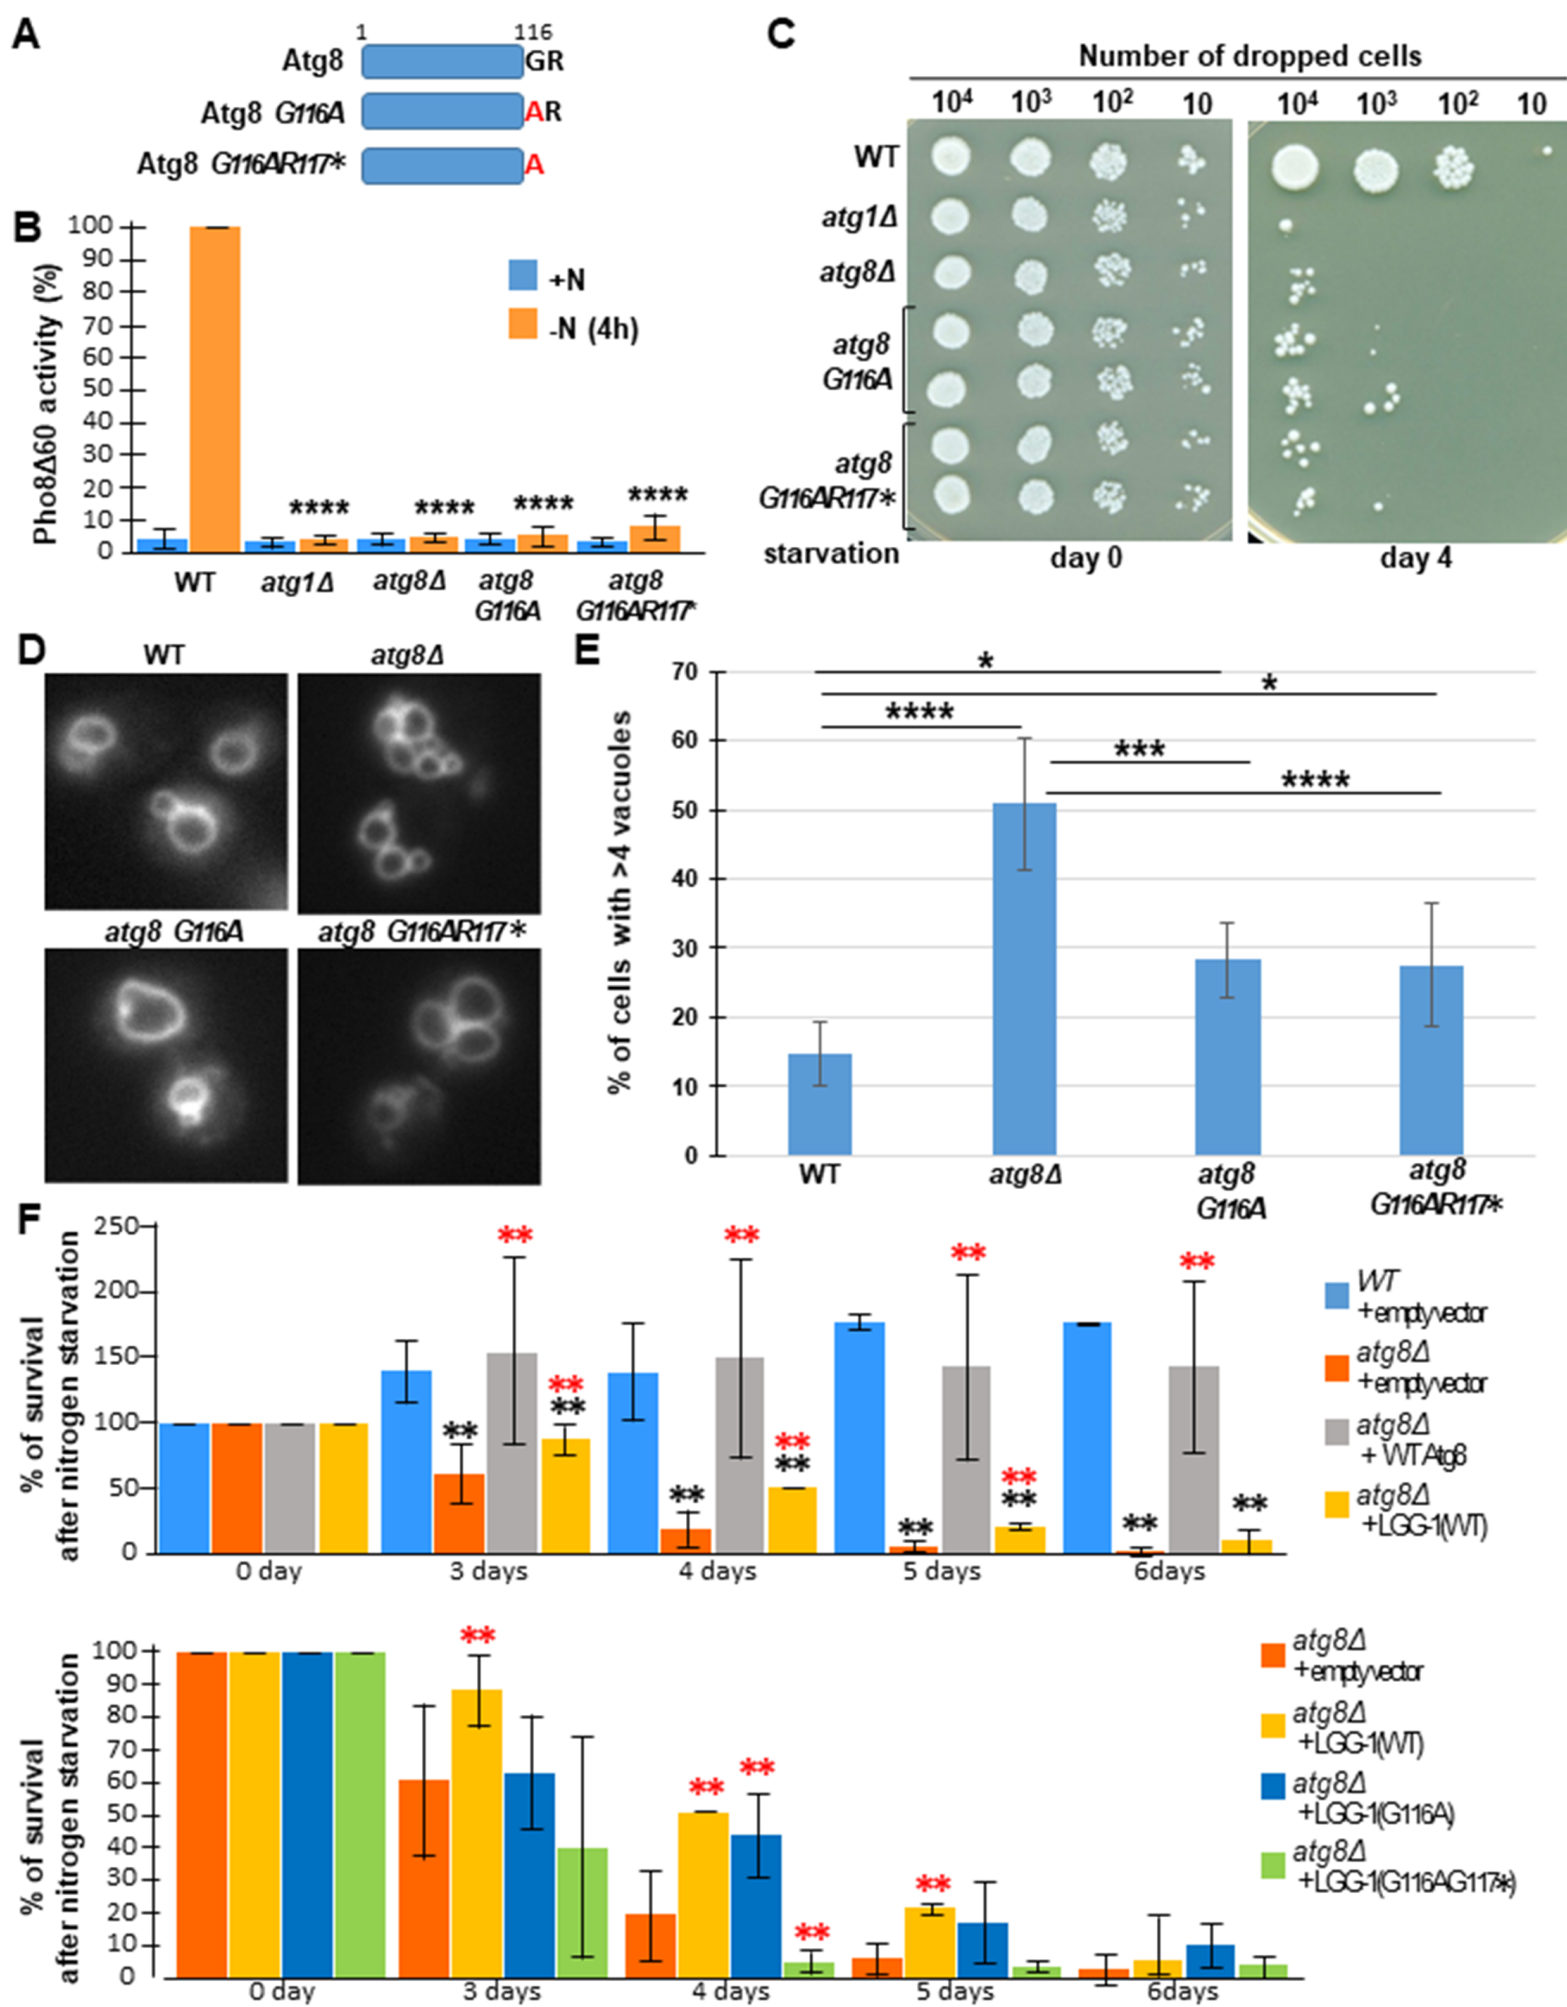 A
1 116
Atg8 GR
Atg8 G116A AR
Atg8 G116AR117* A
B
Pho8Δ60 activity (%)
100
90
80
70
60
50
40
30
20
10
0
+N
-N (4h)
**** **** **** ****
WT atg1Δ atg8Δ atg8 G116A atg8 G116AR117*
C
Number of dropped cells
10⁴ 10³ 10² 10 10⁴ 10³ 10² 10
WT
atg1Δ
atg8Δ
atg8
G116A
atg8
G116AR117*
starvation day 0 day 4
D
WT atg8Δ
atg8 G116A atg8 G116AR117*
E
% of cells with >4 vacuoles
70
60
50
40
30
20
10
0
*
*
****
***
****
WT atg8Δ atg8 G116A atg8 G116AR117*
F
% of survival
after nitrogen starvation
250
200
150
100
50
0
** ** ** **
** ** **
** ** ** ** ** ** ** **
0 day 3 days 4 days 5 days 6days
WT
+empty vector
atg8Δ
+empty vector
atg8Δ
+ WT Atg8
atg8Δ
+LGG-1(WT)
% of survival
after nitrogen starvation
100
90
80
70
60
50
40
30
20
10
0
**
** **
**
**
0 day 3 days 4 days 5 days 6days
atg8Δ
+empty vector
atg8Δ
+LGG-1(WT)
atg8Δ
+LGG-1(G116A)
atg8Δ
+LGG-1(G116AG117*)